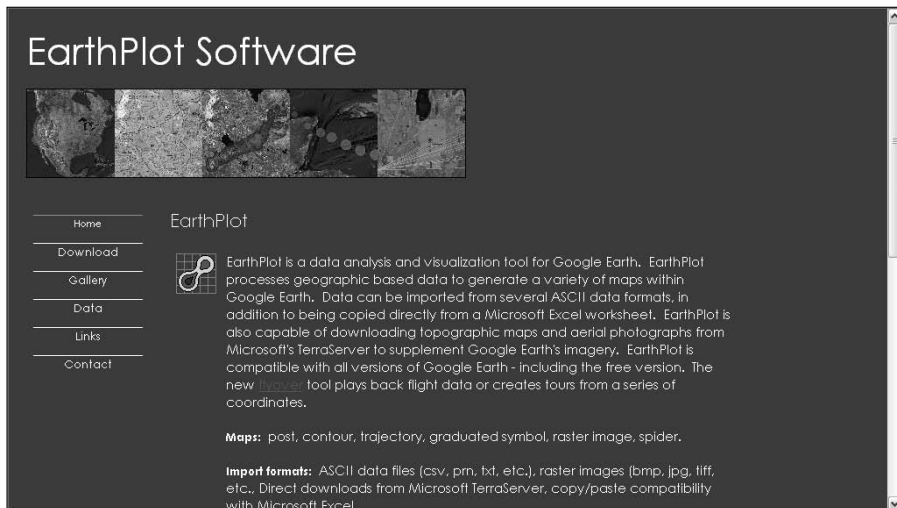 EarthPlot Software
Home
Download
Gallery
Data
Links
Contact
EarthPlot
EarthPlot is a data analysis and visualization tool for Google Earth. EarthPlot
processes geographic based data to generate a variety of maps within
Google Earth. Data can be imported from several ASCII data formats, in
addition to being copied directly from a Microsoft Excel worksheet. EarthPlot is
also capable of downloading topographic maps and aerial photographs from
Microsoft's TerraServer to supplement Google Earth's imagery. EarthPlot is
compatible with all versions of Google Earth - including the free version. The
new flyover tool plays back flight data or creates tours from a series of
coordinates.
Maps: post, contour, trajectory, graduated symbol, raster image, spider.
Import formats: ASCII data files (csv, prn, txt, etc.), raster images (bmp, jpg, tiff,
etc., Direct downloads from Microsoft TerraServer, copy/paste compatibility
with Microsoft Excel